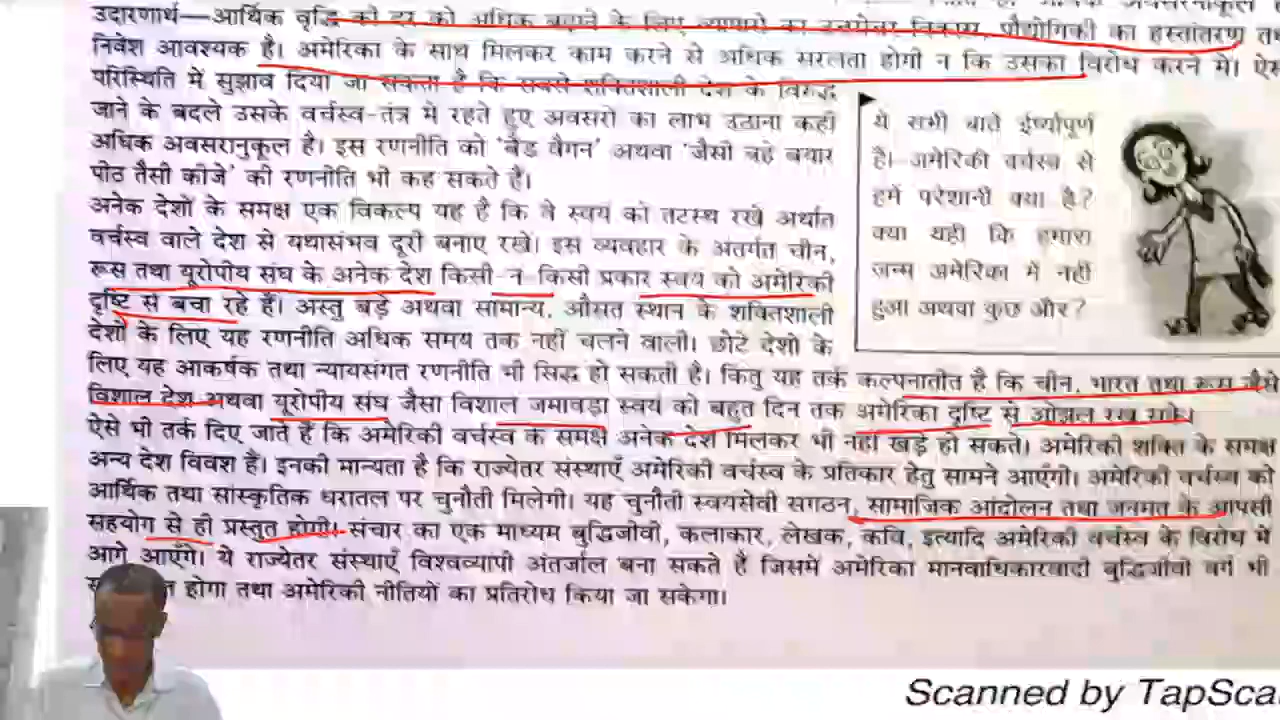 उदारणार्थ—आर्थिक वृद्धि की दर को अधिक बढ़ाने के लिए व्यापारो का उत्तरोत्तर विकास, प्रौद्योगिकी का हस्तांतरण
निवेश आवश्यक है। अमेरिका के साथ मिलकर काम करने से अधिक सरलता होगी न कि उसका विरोध करने में।
परिस्थिति में सुझाव दिया जा सकता है कि सबसे शक्तिशाली देश के विरुद्ध
जाने के बदले उसके वर्चस्व-तंत्र में रहते हुए अवसरों का लाभ उठाना कहीं
अधिक अवसरानुकूल है। इस रणनीति को 'बैंड वैगन' अथवा 'जैसी बहे बयार
पीठ तैसी कीजे' की रणनीति भी कह सकते हैं।
अनेक देशों के समक्ष एक विकल्प यह है कि वे स्वयं को तटस्थ रखें अर्थात
वर्चस्व वाले देश से यथासंभव दूरी बनाए रखें। इस व्यवहार के अंतर्गत चीन,
रूस तथा यूरोपीय संघ के अनेक देश किसी न किसी प्रकार स्वयं को अमेरिकी
दृष्टि से बचा रहे हैं। अस्तु बड़े अथवा सामान्य, औसत स्थान के शक्तिशाली
देशों के लिए यह रणनीति अधिक समय तक नहीं चलने वाली। छोटे देशों के
लिए यह आकर्षक तथा न्यायसंगत रणनीति भी सिद्ध हो सकती है। किंतु यह तर्क कल्पनातीत है कि चीन, भारत तथा रूस जैसे
विशाल देश अथवा यूरोपीय संघ जैसा विशाल जमावड़ा स्वयं को बहुत दिन तक अमेरिका दृष्टि से ओझल रख सके।
ऐसे भी तर्क दिए जाते हैं कि अमेरिकी वर्चस्व के समक्ष अनेक देश मिलकर भी नहीं खड़े हो सकते। अमेरिकी शक्ति के समक्ष
अन्य देश विवश हैं। इनकी मान्यता है कि राज्येतर संस्थाएँ अमेरिकी वर्चस्व के प्रतिकार हेतु सामने आएँगी। अमेरिकी वर्चस्व को
आर्थिक तथा सांस्कृतिक धरातल पर चुनौती मिलेगी। यह चुनौती स्वयंसेवी संगठन, सामाजिक आंदोलन तथा जनमत के आपसी
सहयोग से ही प्रस्तुत होगी। संचार का एक माध्यम बुद्धिजीवी, कलाकार, लेखक, कवि, इत्यादि अमेरिकी वर्चस्व के विरोध में
आगे आएँगे। ये राज्येतर संस्थाएँ विश्वव्यापी अंतर्जाल बना सकते हैं जिसमें अमेरिका मानवाधिकारवादी बुद्धिजीवी वर्ग भी
होगा तथा अमेरिकी नीतियों का प्रतिरोध किया जा सकेगा।
ये सभी बातें ईर्ष्यापूर्ण
हैं। अमेरिकी वर्चस्व से
हमें परेशानी क्या है?
क्या यही कि हमारा
जन्म अमेरिका में नहीं
हुआ अथवा कुछ और?
Scanned by TapSca